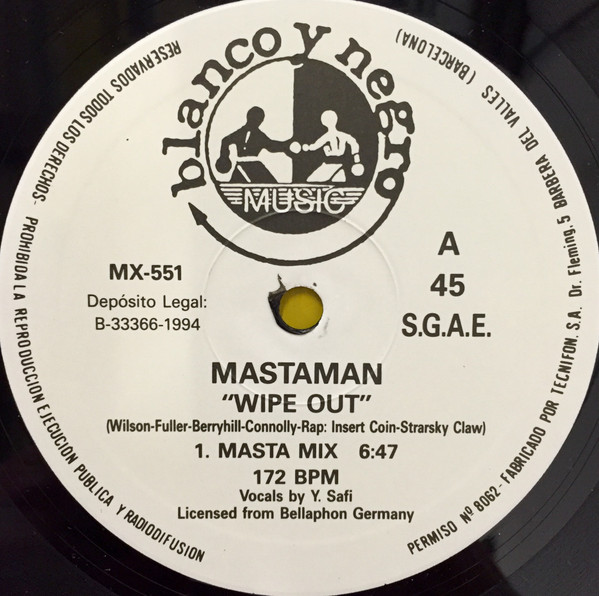 blanco y negro
MUSIC
MX-551
Depósito Legal:
B-33366-1994
A
45
S.G.A.E.
MASTAMAN
“WIPE OUT”
(Wilson-Fuller-Berryhill-Connolly-Rap: Insert Coin-Strarsky Claw)
1. MASTA MIX 6:47
172 BPM
Vocals by Y. Safi
Licensed from Bellaphon Germany
RESERVADOS TODOS LOS DERECHOS- PROHIBIDA LA REPRODUCCION EJECUCION PUBLICA Y RADIODIFUSION
PERMISO Nº 8062- FABRICADO POR TECNIFON. S.A. Dr. Fleming, 5 BARBERA DEL VALLES (BARCELONA)